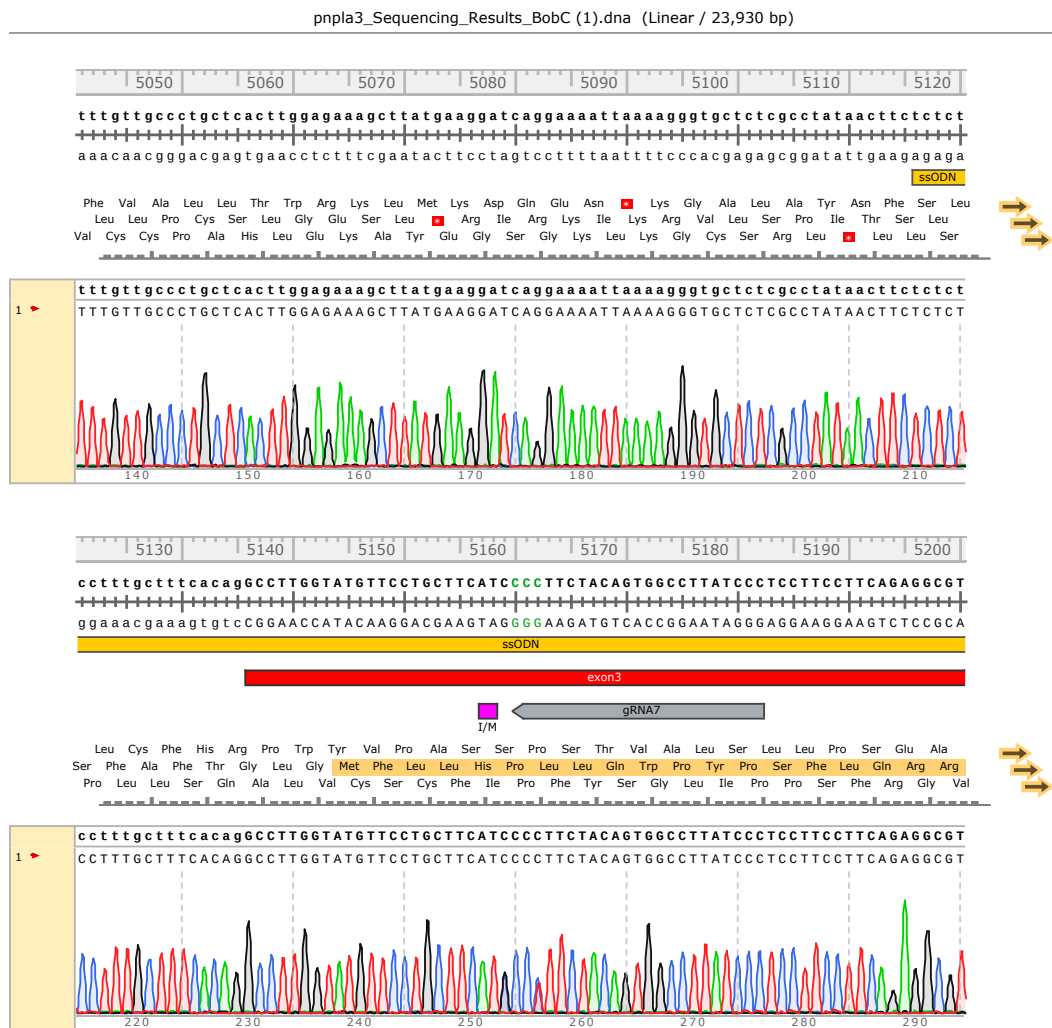 pnpla3_Sequencing_Results_BobC (1).dna (Linear / 23,930 bp)
5050 5060 5070 5080 5090 5100 5110 5120
tttgttgccctgctcacttggagaaagcttatgaaggatcaggaaaattaaaagggtgctctcgcctataacttctctct
aaacaacgggacgagtgaacctctttcgaatacttcctagtccttttaattttcccacgagagcggatattgaagagaga
ssODN
Phe Val Ala Leu Leu Thr Trp Arg Lys Leu Met Lys Asp Gln Glu Asn * Lys Gly Ala Leu Ala Tyr Asn Phe Ser Leu
Leu Leu Pro Cys Ser Leu Gly Glu Ser Leu * Arg Ile Arg Lys Ile Lys Arg Val Leu Ser Pro Ile Thr Ser Leu
Val Cys Cys Pro Ala His Leu Glu Lys Ala Tyr Glu Gly Ser Gly Lys Leu Lys Gly Cys Ser Arg Leu * Leu Leu Ser
tttgttgccctgctcacttggagaaagcttatgaaggatcaggaaaattaaaagggtgctctcgcctataacttctctct
1 TTTGTTGCCCTGCTCACTTGGAGAAAGCTTATGAAGGATCAGGAAAATTAAAAGGGTGCTCTCGCCTATAACTTCTCTCT
140 150 160 170 180 190 200 210
5130 5140 5150 5160 5170 5180 5190 5200
cctttgctttcacagGCCTTGGTATGTTCCTGCTTCATCCCCTTCTACAGTGGCCTTATCCCTCCTTCCTTCAGAGGCGT
ggaaacgaaagtgtcCGGAACCATACAAGGACGAAGTAGGGGAAGATGTCACCGGAATAGGGAGGAAGGAAGTCTCCGCA
ssODN
exon3
gRNA7
I/M
Leu Cys Phe His Arg Pro Trp Tyr Val Pro Ala Ser Ser Pro Ser Thr Val Ala Leu Ser Leu Leu Pro Ser Glu Ala
Ser Phe Ala Phe Thr Gly Leu Gly Met Phe Leu Leu His Pro Leu Leu Gln Trp Pro Tyr Pro Ser Phe Leu Gln Arg Arg
Pro Leu Leu Ser Gln Ala Leu Val Cys Ser Cys Phe Ile Pro Phe Tyr Ser Gly Leu Ile Pro Pro Ser Phe Arg Gly Val
cctttgctttcacagGCCTTGGTATGTTCCTGCTTCATCCCCTTCTACAGTGGCCTTATCCCTCCTTCCTTCAGAGGCGT
1 CCTTTGCTTTCACAGGCCTTGGTATGTTCCTGCTTCATCCCCTTCTACAGTGGCCTTATCCCTCCTTCCTTCAGAGGCGT
220 230 240 250 260 270 280 290